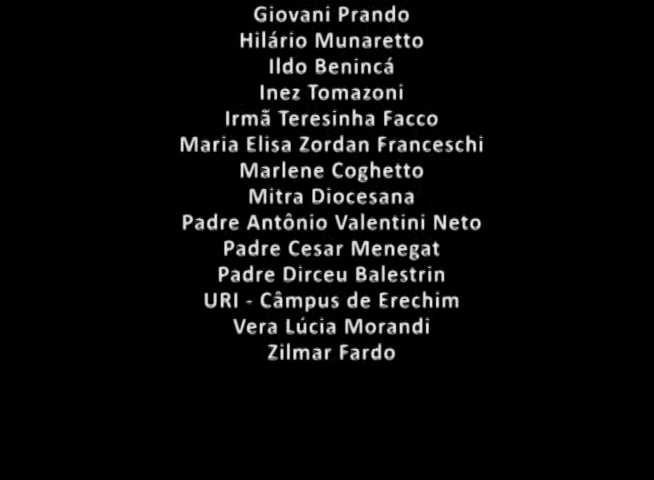 Giovani Prando
Hilário Munaretto
Ildo Benincá
Inez Tomazoni
Irmã Teresinha Facco
Maria Elisa Zordan Franceschi
Marlene Coghetto
Mitra Diocesana
Padre Antônio Valentini Neto
Padre Cesar Menegat
Padre Dirceu Balestrin
URI - Câmpus de Erechim
Vera Lúcia Morandi
Zilmar Fardo